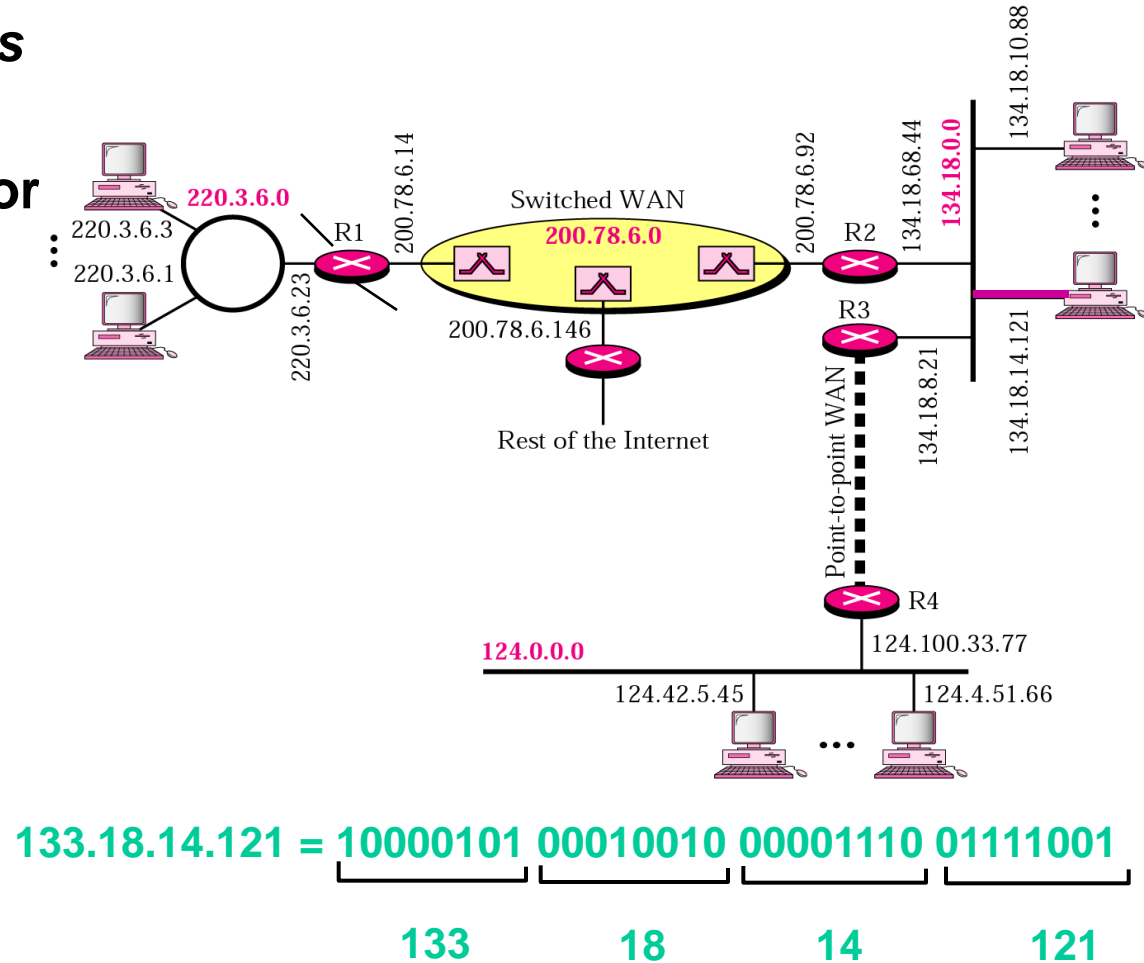 s
or
220.3.6.0
220.3.6.3
220.3.6.1
220.3.6.23
R1
200.78.6.14
Switched WAN
200.78.6.0
200.78.6.146
Rest of the Internet
200.78.6.92
R2
134.18.68.44
134.18.0.0
134.18.10.88
R3
134.18.8.21
134.18.14.121
Point-to-point WAN
R4
124.100.33.77
124.0.0.0
124.42.5.45
124.4.51.66
...
133.18.14.121 = 10000101 00010010 00001110 01111001
133 18 14 121